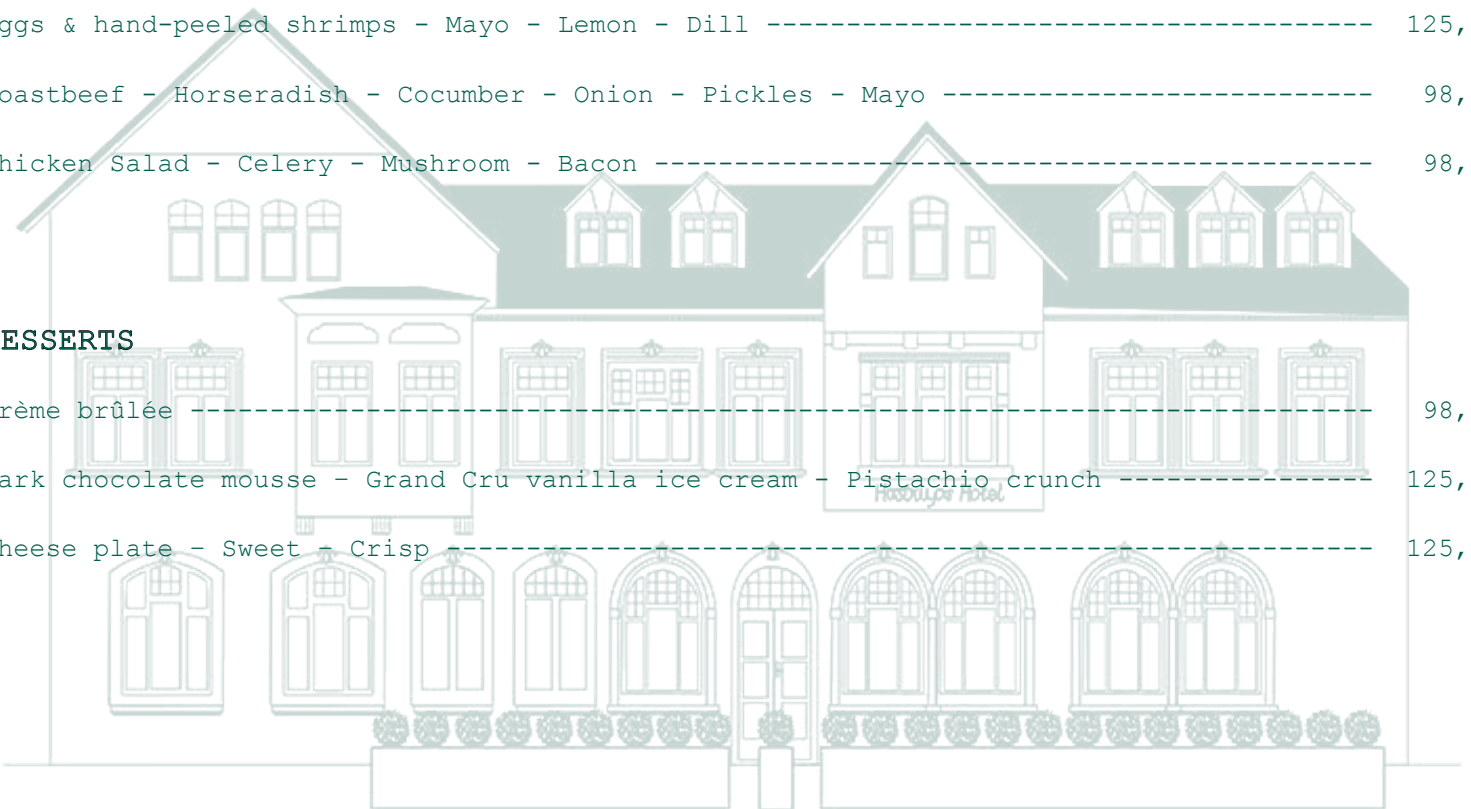 ggs & hand-peeled shrimps - Mayo - Lemon - Dill -------------------------------------- 125,
oastbeef - Horseradish - Cocumber - Onion - Pickles - Mayo --------------------------- 98,
hicken Salad - Celery - Mushroom - Bacon --------------------------------------------- 98,
ESSERTS
rème brûlée -------------------------------------------------------------------------- 98,
ark chocolate mousse – Grand Cru vanilla ice cream - Pistachio crunch ---------------- 125,
Hotel
heese plate – Sweet - Crisp ---------------------------------------------------------- 125,